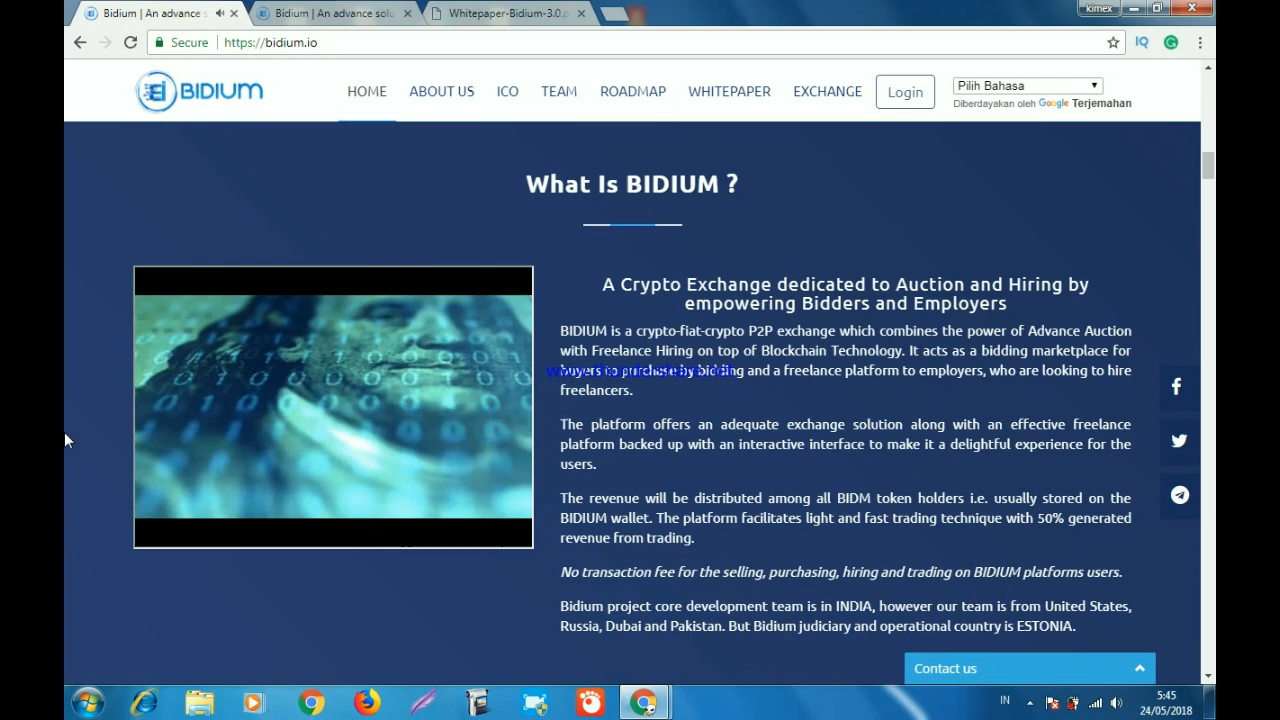 Bidium | An advance s
Bidium | An advance solu
Whitepaper-Bidium-3.0.p
kimex
Secure
https://bidium.io
BIDIUM
HOME
ABOUT US
ICO
TEAM
ROADMAP
WHITEPAPER
EXCHANGE
Login
Pilih Bahasa
Diberdayakan oleh Google Terjemahan
What Is BIDIUM ?
A Crypto Exchange dedicated to Auction and Hiring by
empowering Bidders and Employers
BIDIUM is a crypto-fiat-crypto P2P exchange which combines the power of Advance Auction
with Freelance Hiring on top of Blockchain Technology. It acts as a bidding marketplace for
and a freelance platform to employers, who are looking to hire
freelancers.
The platform offers an adequate exchange solution along with an effective freelance
platform backed up with an interactive interface to make it a delightful experience for the
users.
The revenue will be distributed among all BIDM token holders i.e. usually stored on the
BIDIUM wallet. The platform facilitates light and fast trading technique with 50% generated
revenue from trading.
No transaction fee for the selling, purchasing, hiring and trading on BIDIUM platforms users.
Bidium project core development team is in INDIA, however our team is from United States,
Russia, Dubai and Pakistan. But Bidium judiciary and operational country is ESTONIA.
Contact us
IN
5:45
24/05/2018